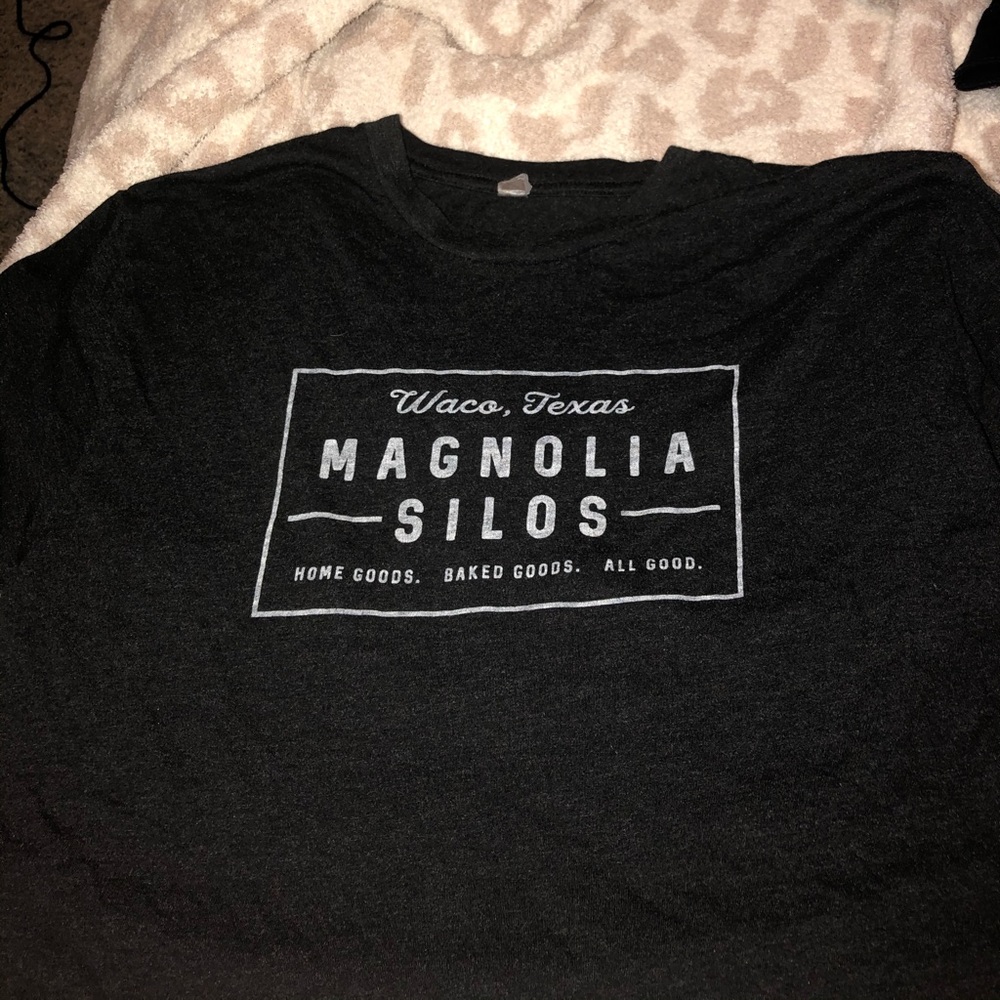 Waco, Texas
MAGNOLIA
SILOS
HOME GOODS. BAKED GOODS. ALL GOOD.